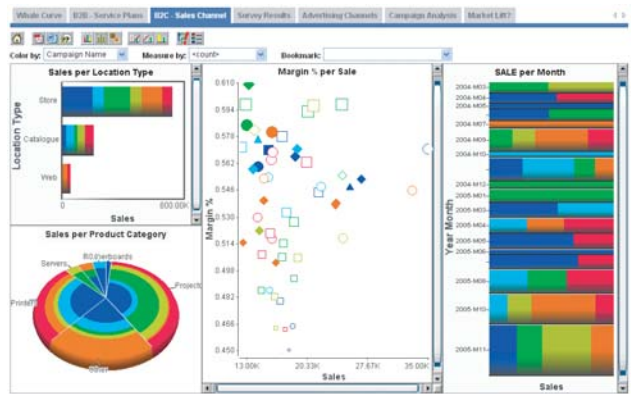 Whale Curve B2B - Service Plans B2C - Sales Channel Survey Results Advertising Channels Campaign Analysis Market Lift?
Color by: Campaign Name Measure by: <count> Bookmark:
Sales per Location Type
Location Type
Store
Catalogue
Web
0 600.00K
Sales
Sales per Product Category
Servers
Projecto
Printers
Other
Margin % per Sale
Margin %
0.610
0.594
0.578
0.562
0.546
0.530
0.514
0.498
0.482
0.466
0.450
13.00K 20.33K 27.67K 35.00K
Sales
SALE per Month
Year Month
2004-M03
2004-M04
2004-M05
2004-M07
2004-M09
2004-M10
2004-M12
2005-M01
2005-M03
2005-M04
2005-M05
2005-M06
2005-M08
2005-M10
2005-M11
Sales